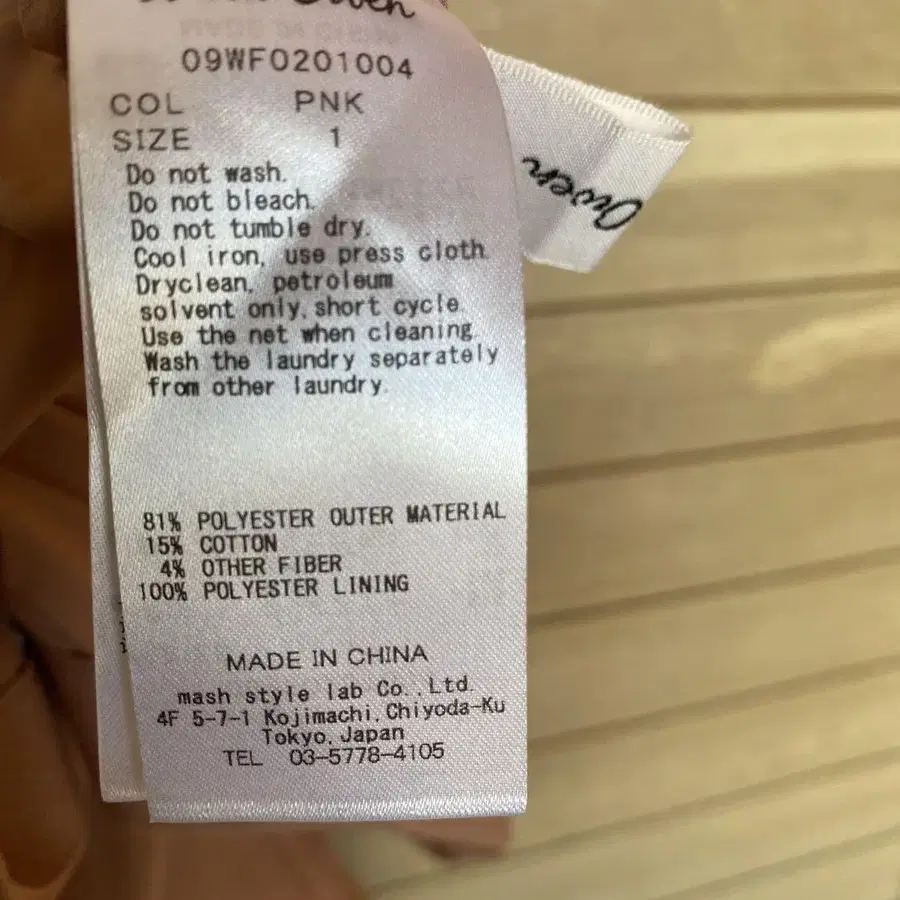 Owen
09WF0201004
COL PNK
SIZE 1
Do not wash.
Do not bleach.
Do not tumble dry.
Cool iron, use press cloth.
Dryclean, petroleum
solvent only, short cycle.
Use the net when cleaning.
Wash the laundry separately
from other laundry.
81% POLYESTER OUTER MATERIAL
15% COTTON
4% OTHER FIBER
100% POLYESTER LINING
MADE IN CHINA
mash style lab Co.,Ltd.
4F 5-7-1 Kojimachi, Chiyoda-Ku
Tokyo, Japan
TEL 03-5778-4105
Owen